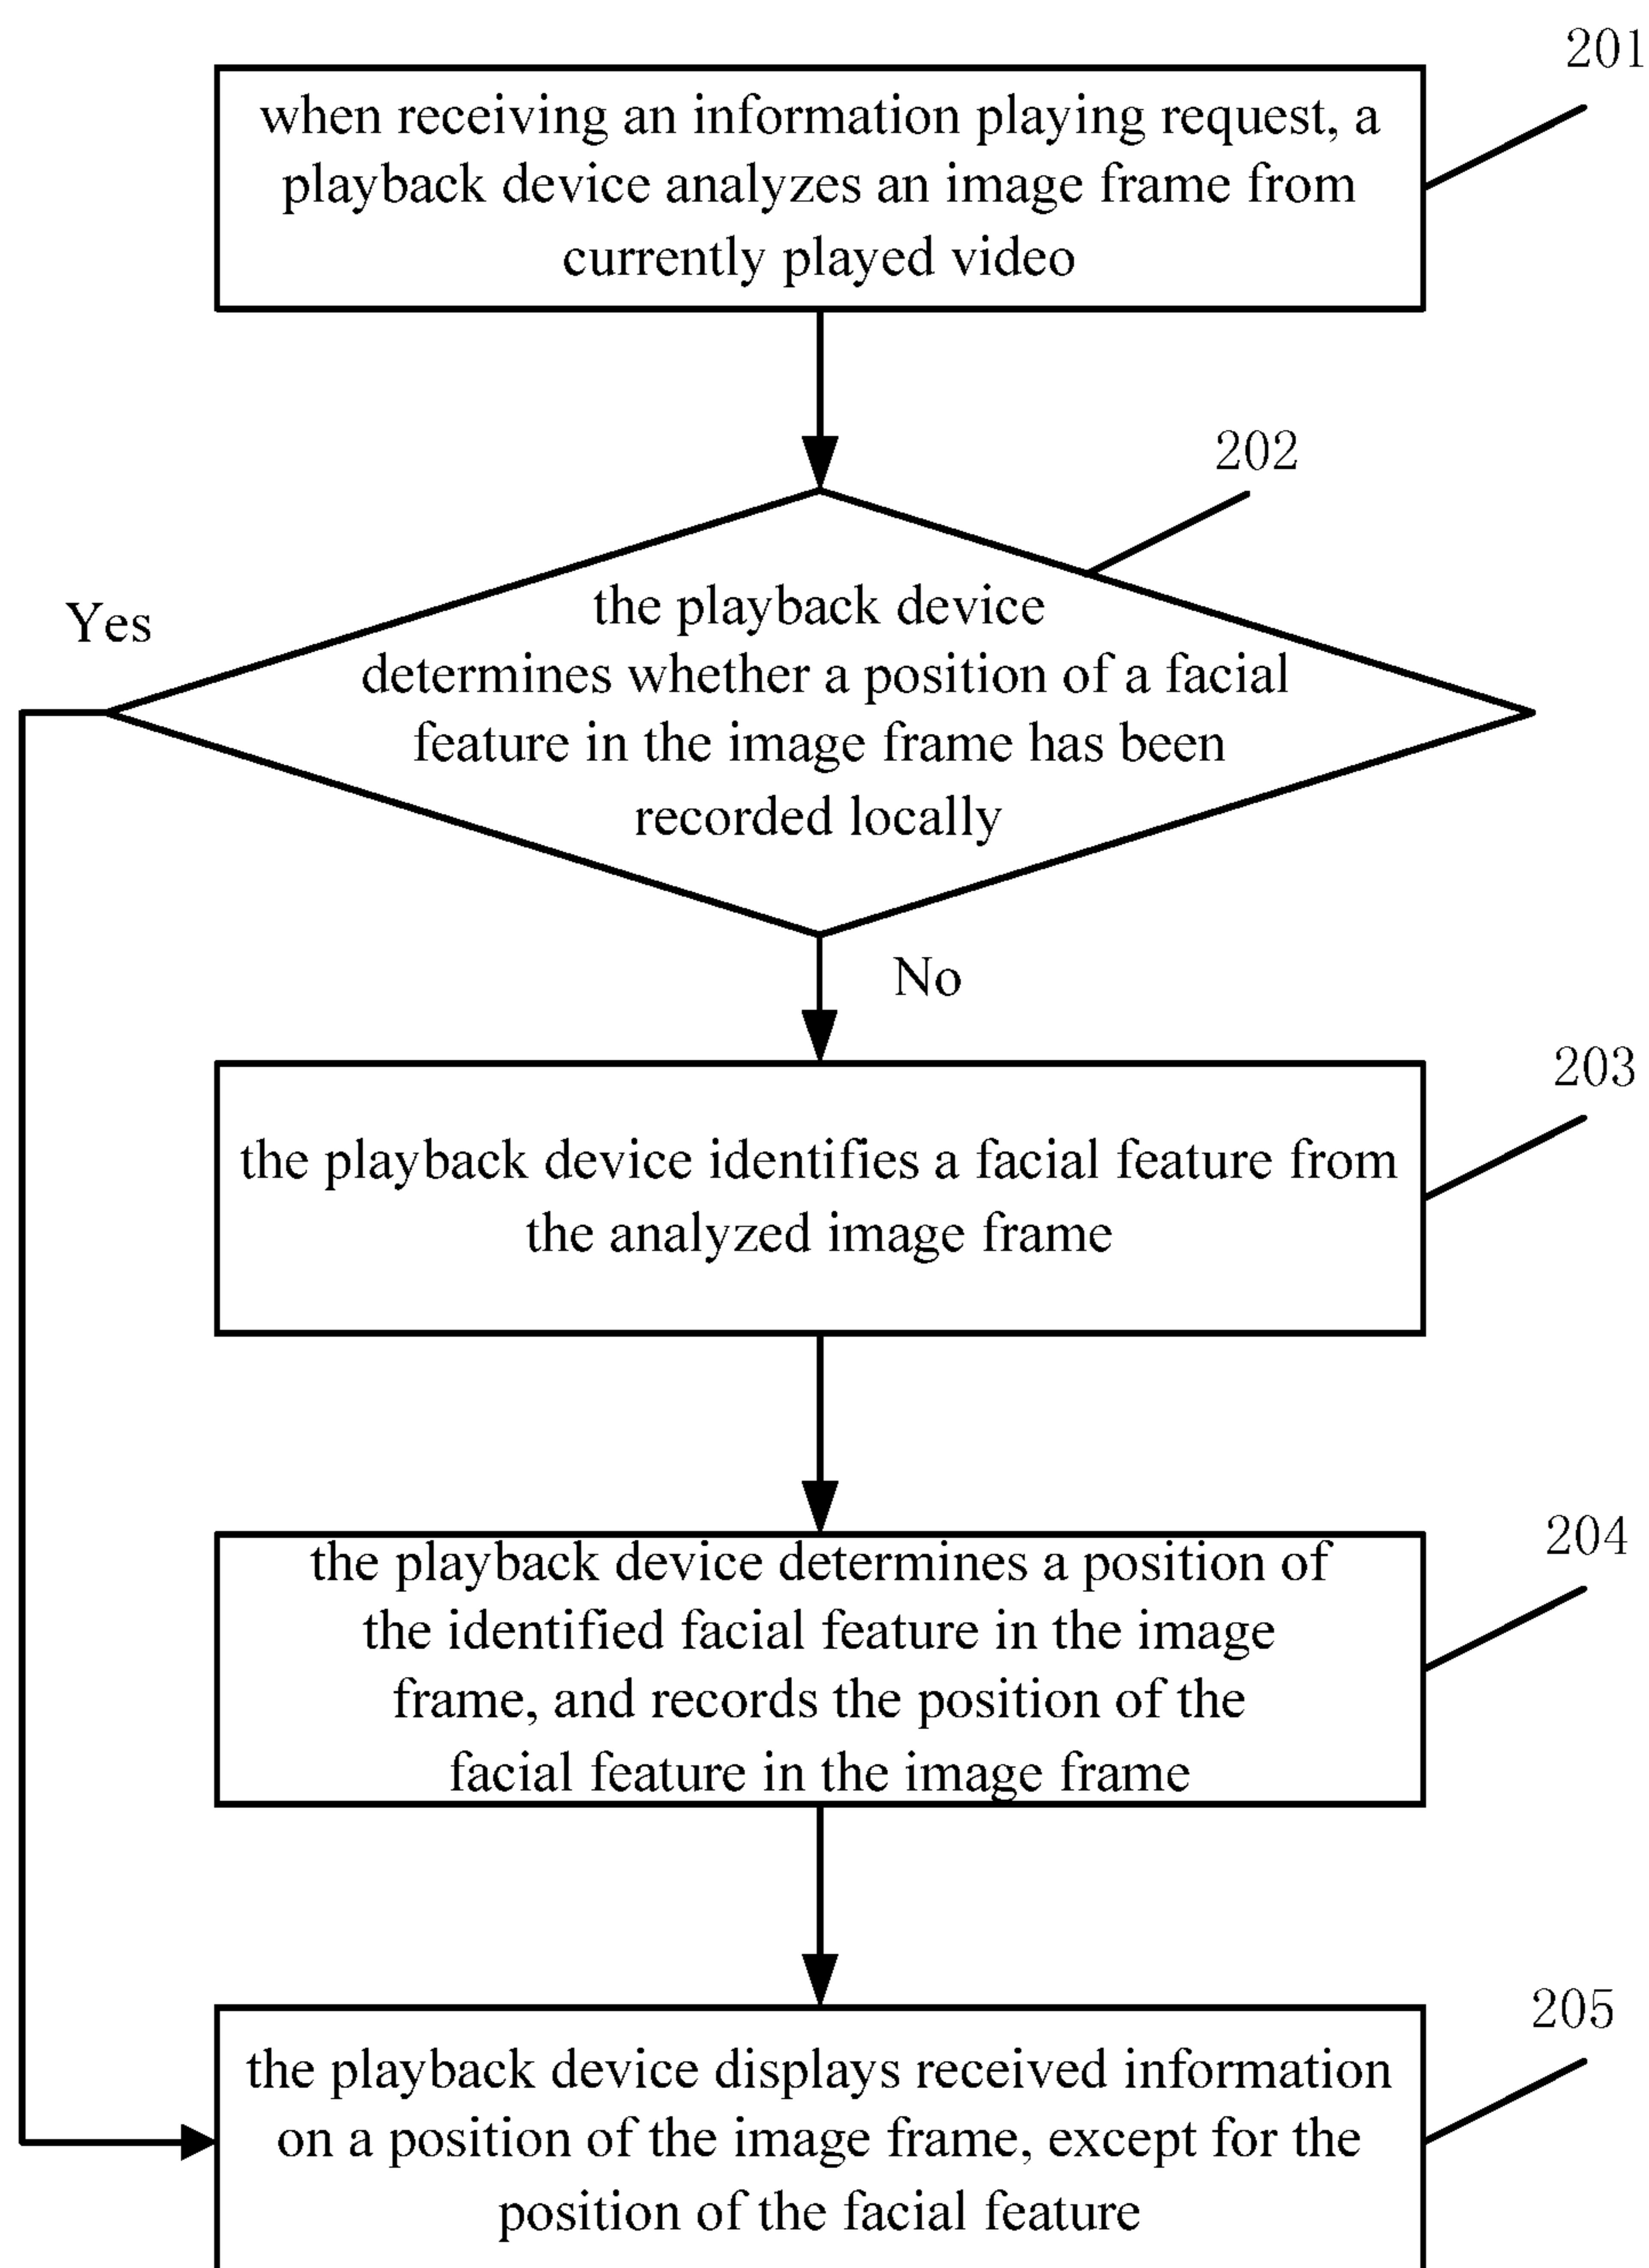 201
when receiving an information playing request, a
playback device analyzes an image frame from
currently played video
202
Yes
the playback device
determines whether a position of a facial
feature in the image frame has been
recorded locally
No
203
the playback device identifies a facial feature from
the analyzed image frame
204
the playback device determines a position of
the identified facial feature in the image
frame, and records the position of the
facial feature in the image frame
205
the playback device displays received information
on a position of the image frame, except for the
position of the facial feature